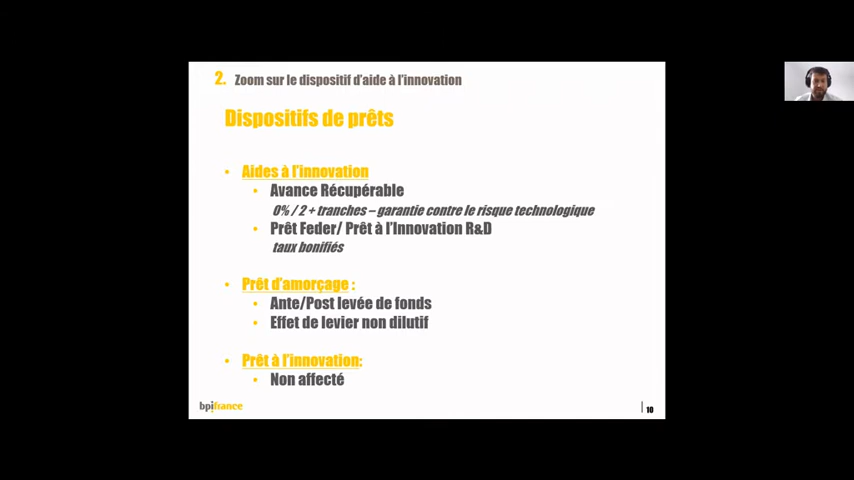 2. Zoom sur le dispositif d'aide à l'innovation
Dispositifs de prêts
• Aides à l'innovation
• Avance Récupérable
0% / 2 + tranches – garantie contre le risque technologique
• Prêt Feder/ Prêt à l'Innovation R&D
taux bonifiés
• Prêt d'amorçage :
• Ante/Post levée de fonds
• Effet de levier non dilutif
• Prêt à l'innovation:
• Non affecté
bpifrance
10